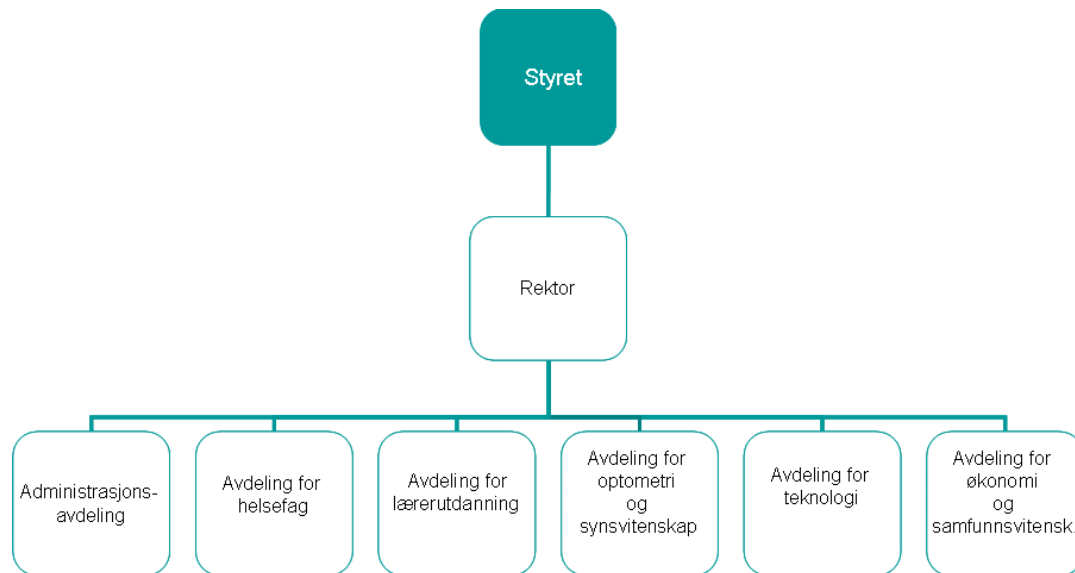 Styret
Rektor
Administrasjons-
avdeling
Avdeling for
helsefag
Avdeling for
lærerutdanning
Avdeling for
optometri
og
synsvitenskap
Avdeling for
teknologi
Avdeling for
økonomi
og
samfunnsvitensk.